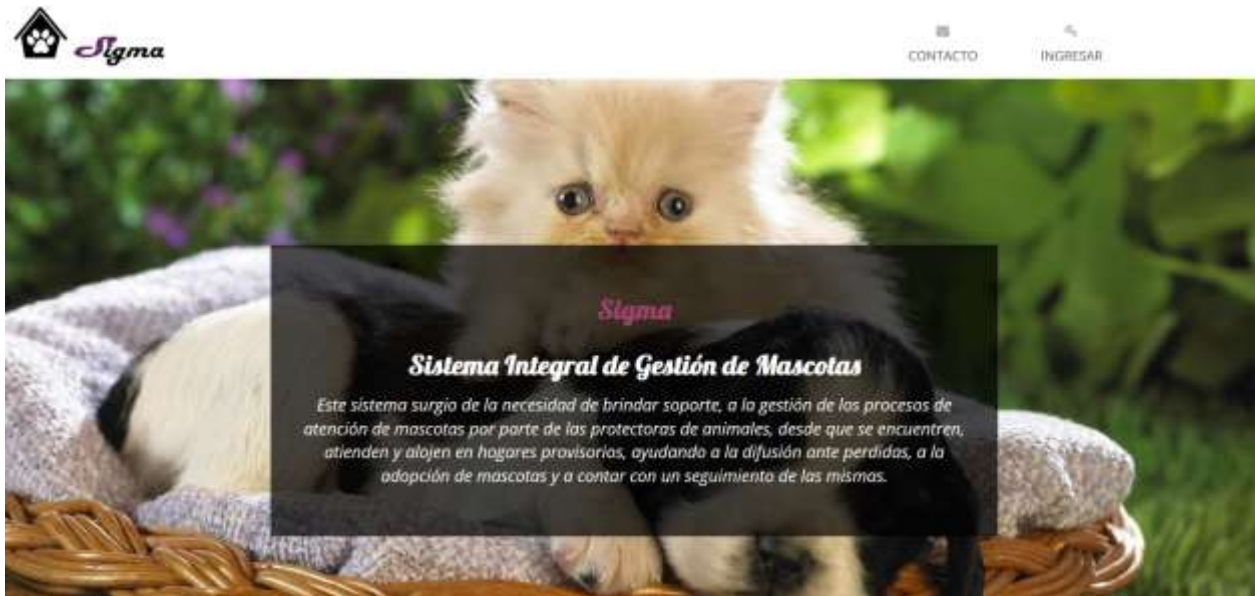 Sigma
CONTACTO
INGRESAR
Sigma
Sistema Integral de Gestión de Mascotas
Este sistema surgio de la necesidad de brindar soporte, a la gestión de los procesos de
atención de mascotas por parte de las protectoras de animales, desde que se encuentren,
atienden y alojen en hogares provisorios, ayudando a la difusión ante perdidas, a la
adopción de mascotas y a contar con un seguimiento de las mismas.